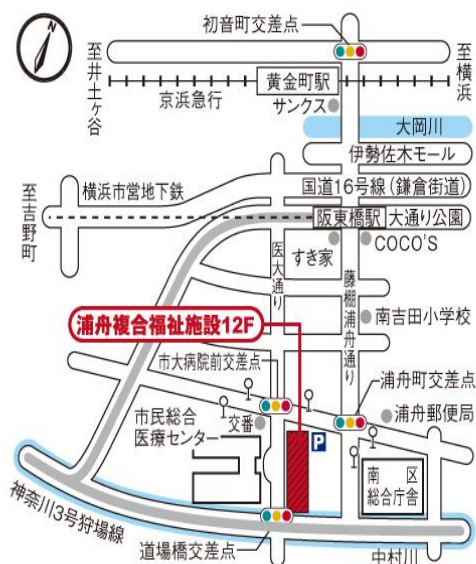 初音町交差点
至井土ヶ谷
至横浜
黄金町駅
京浜急行
サンクス
大岡川
伊勢佐木モール
国道16号線(鎌倉街道)
横浜市営地下鉄
至吉野町
阪東橋駅
大通り公園
すき家
COCO'S
医大通り
藤棚浦舟通り
南吉田小学校
浦舟複合福祉施設12F
市大病院前交差点
浦舟町交差点
浦舟郵便局
交番
市民総合
医療センター
P
南区
総合庁舎
神奈川3号狩場線
道場橋交差点
中村川